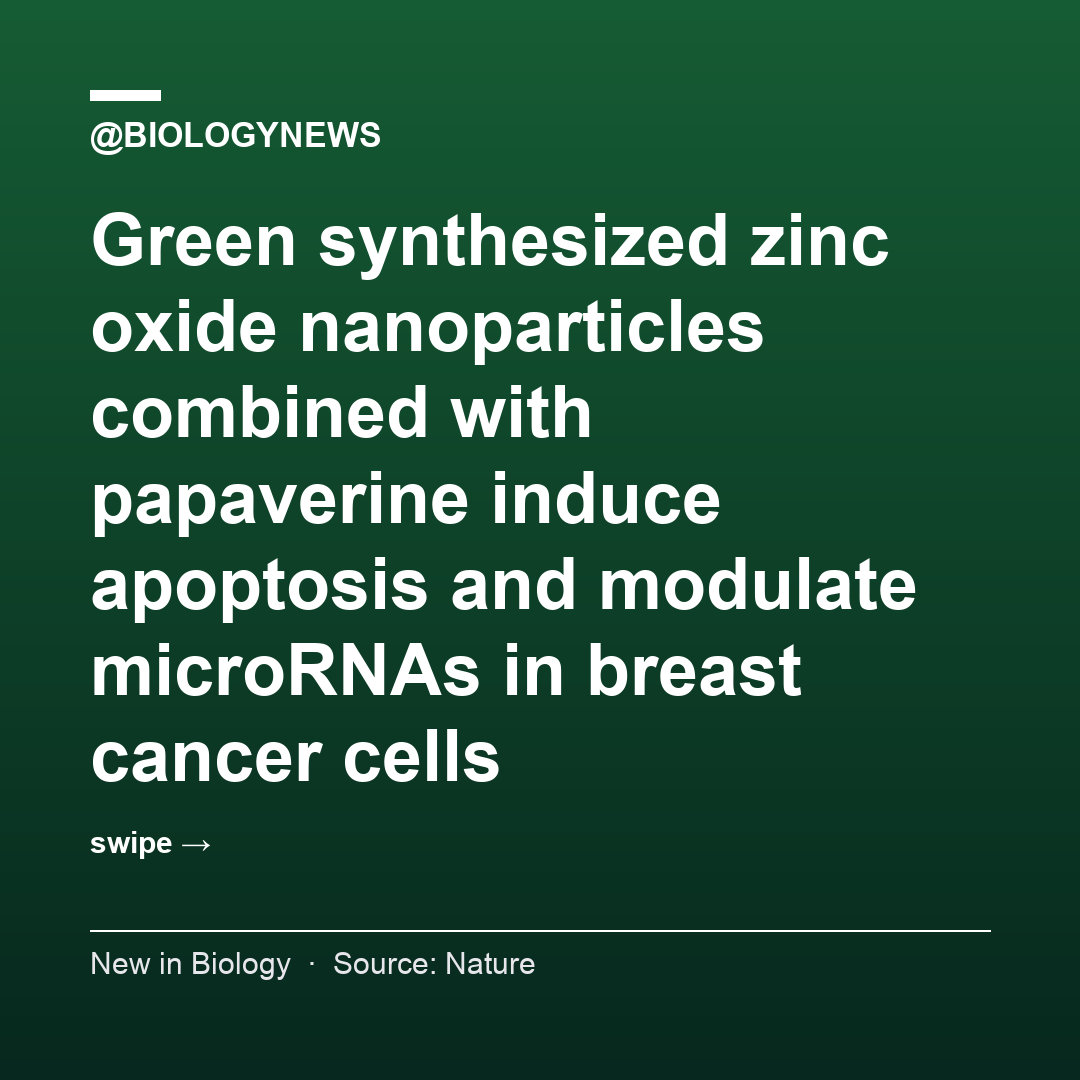 @BIOLOGYNEWS
Green synthesized zinc
oxide nanoparticles
combined with
papaverine induce
apoptosis and modulate
microRNAs in breast
cancer cells
swipe →
New in Biology · Source: Nature